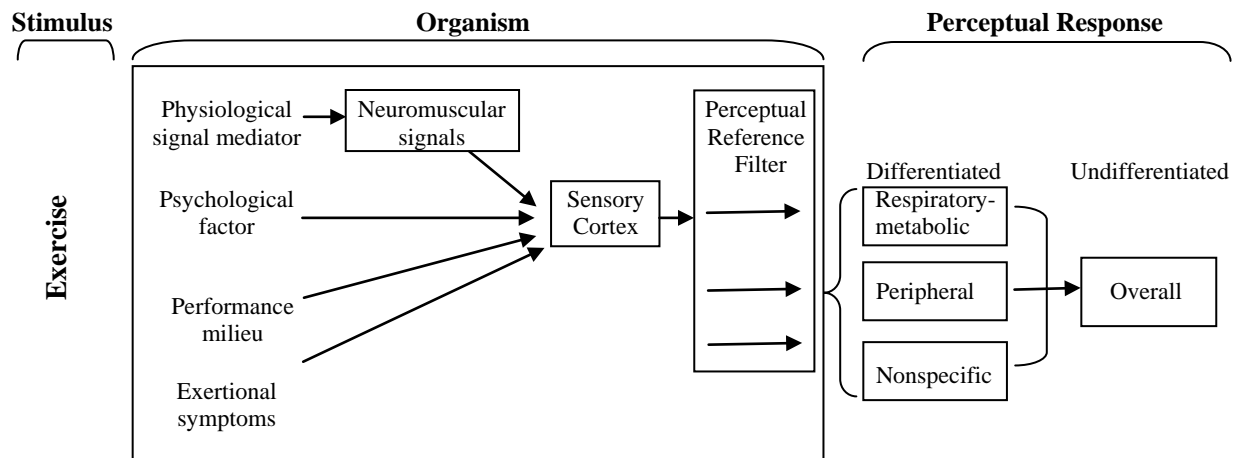 Stimulus
Organism
Perceptual Response
Exercise
Physiological
signal mediator
Neuromuscular
signals
Psychological
factor
Performance
milieu
Exertional
symptoms
Sensory
Cortex
Perceptual
Reference
Filter
Differentiated
Undifferentiated
Respiratory-
metabolic
Peripheral
Nonspecific
Overall